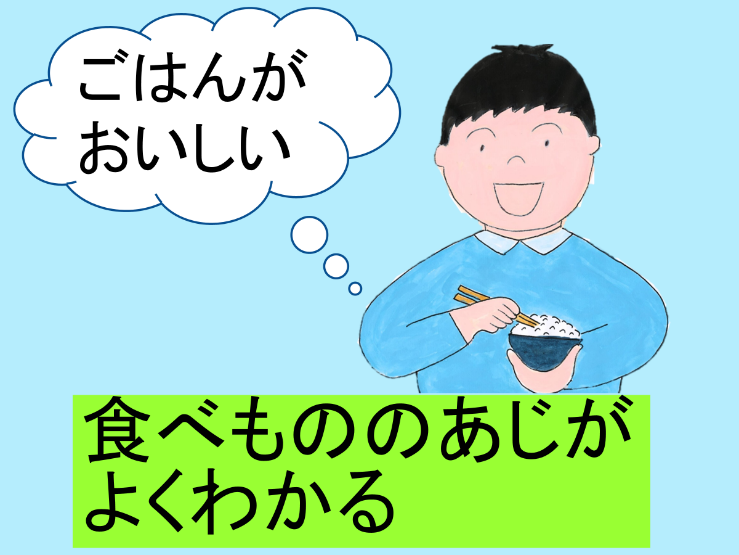 ごはんが
おいしい
食べもののあじが
よくわかる